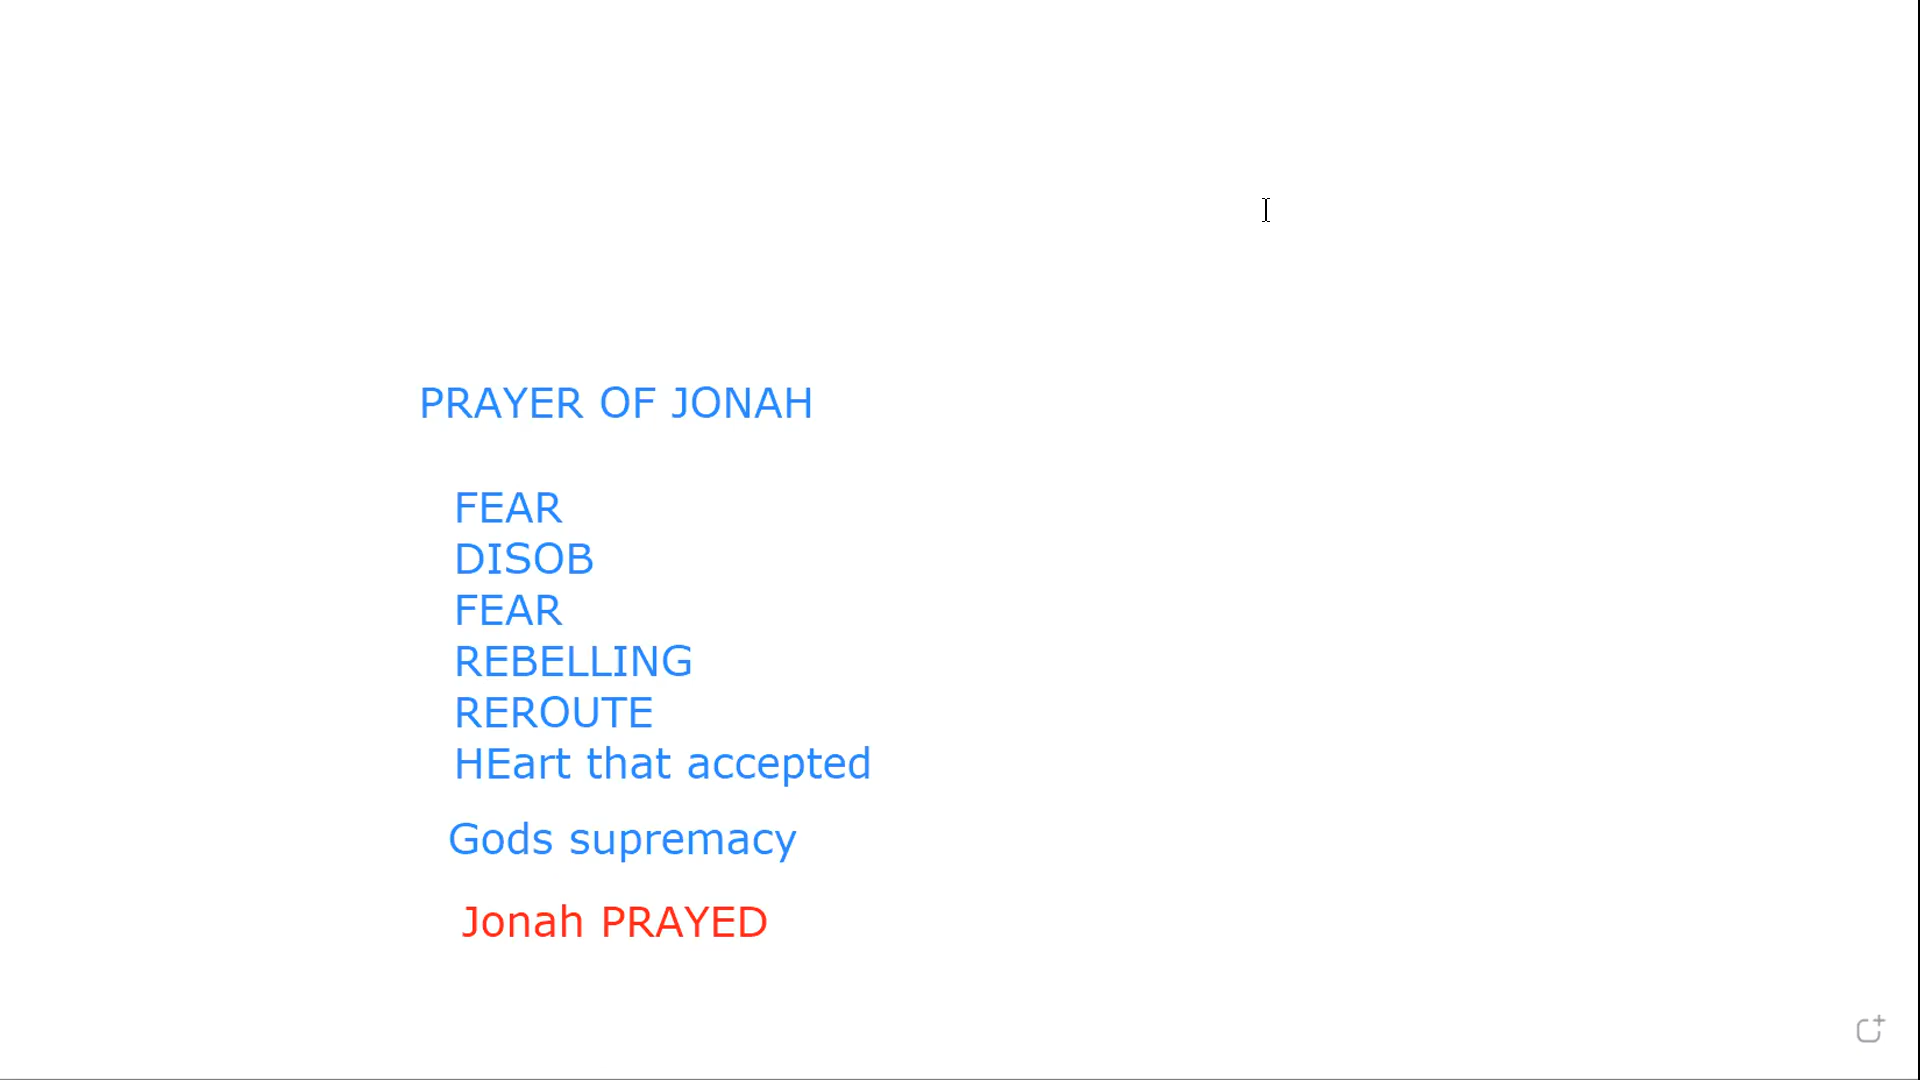 PRAYER OF JONAH
FEAR
DISOB
FEAR
REBELLING
REROUTE
HEart that accepted
Gods supremacy
Jonah PRAYED